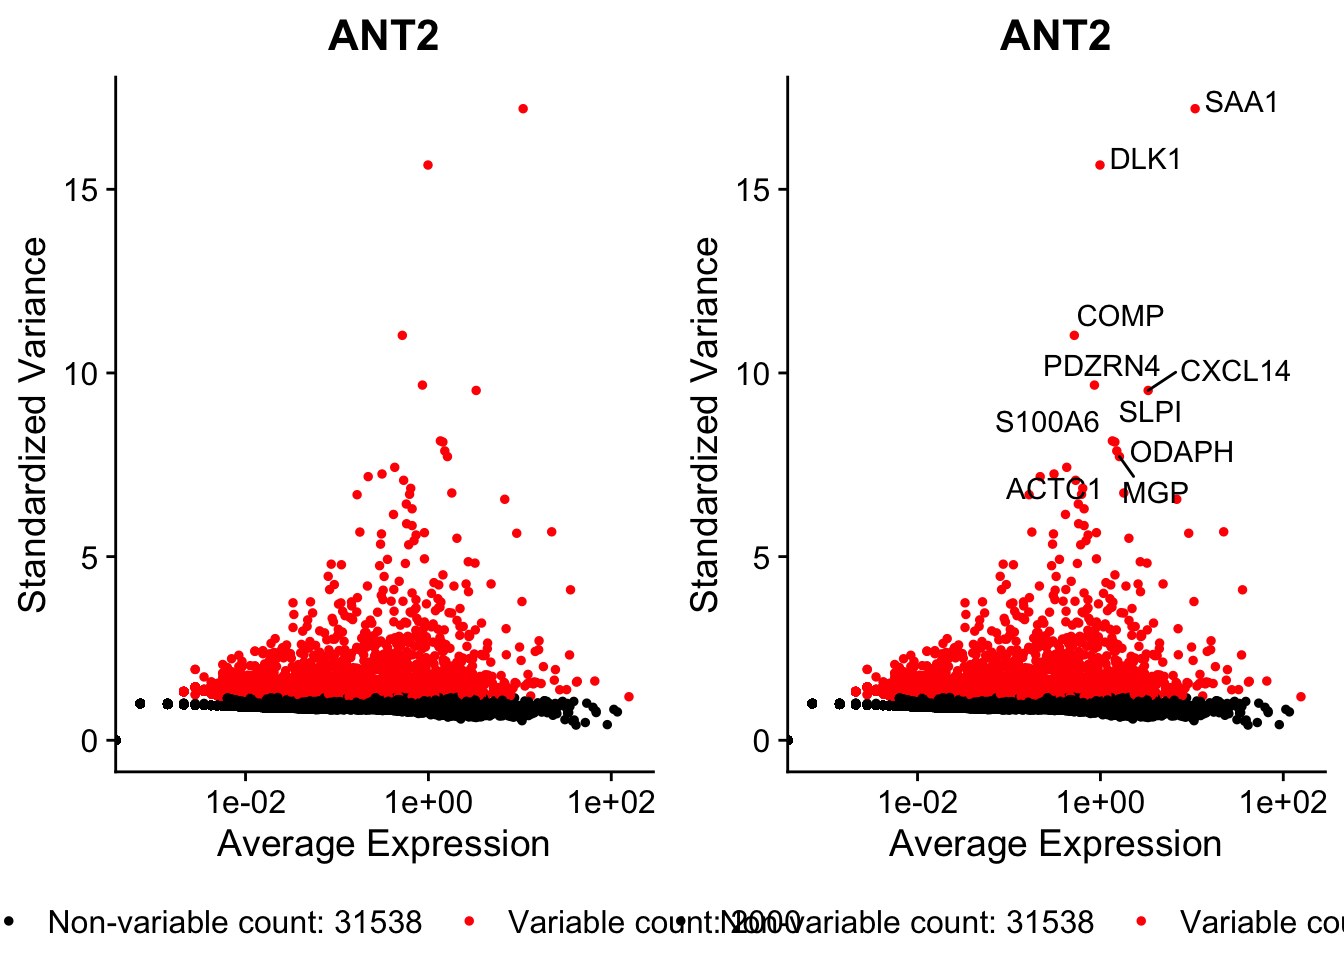 ANT2
Standardized Variance
15
10
5
0
1e-02 1e+00 1e+02
Average Expression
ANT2
Standardized Variance
15
10
5
0
SAA1
DLK1
COMP
PDZRN4
CXCL14
SLPI
S100A6
ODAPH
ACTC1
MGP
1e-02 1e+00 1e+02
Average Expression
Non-variable count: 31538 Variable count: 2000
Non-variable count: 31538 Variable cou